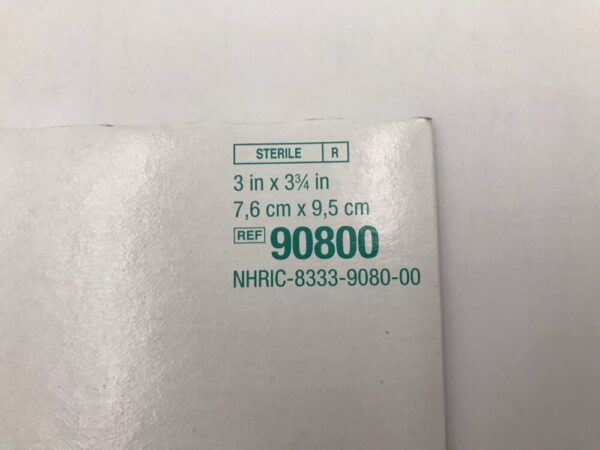 STERILE R
3 in x 3¾ in
7,6 cm x 9,5 cm
REF 90800
NHRIC-8333-9080-00